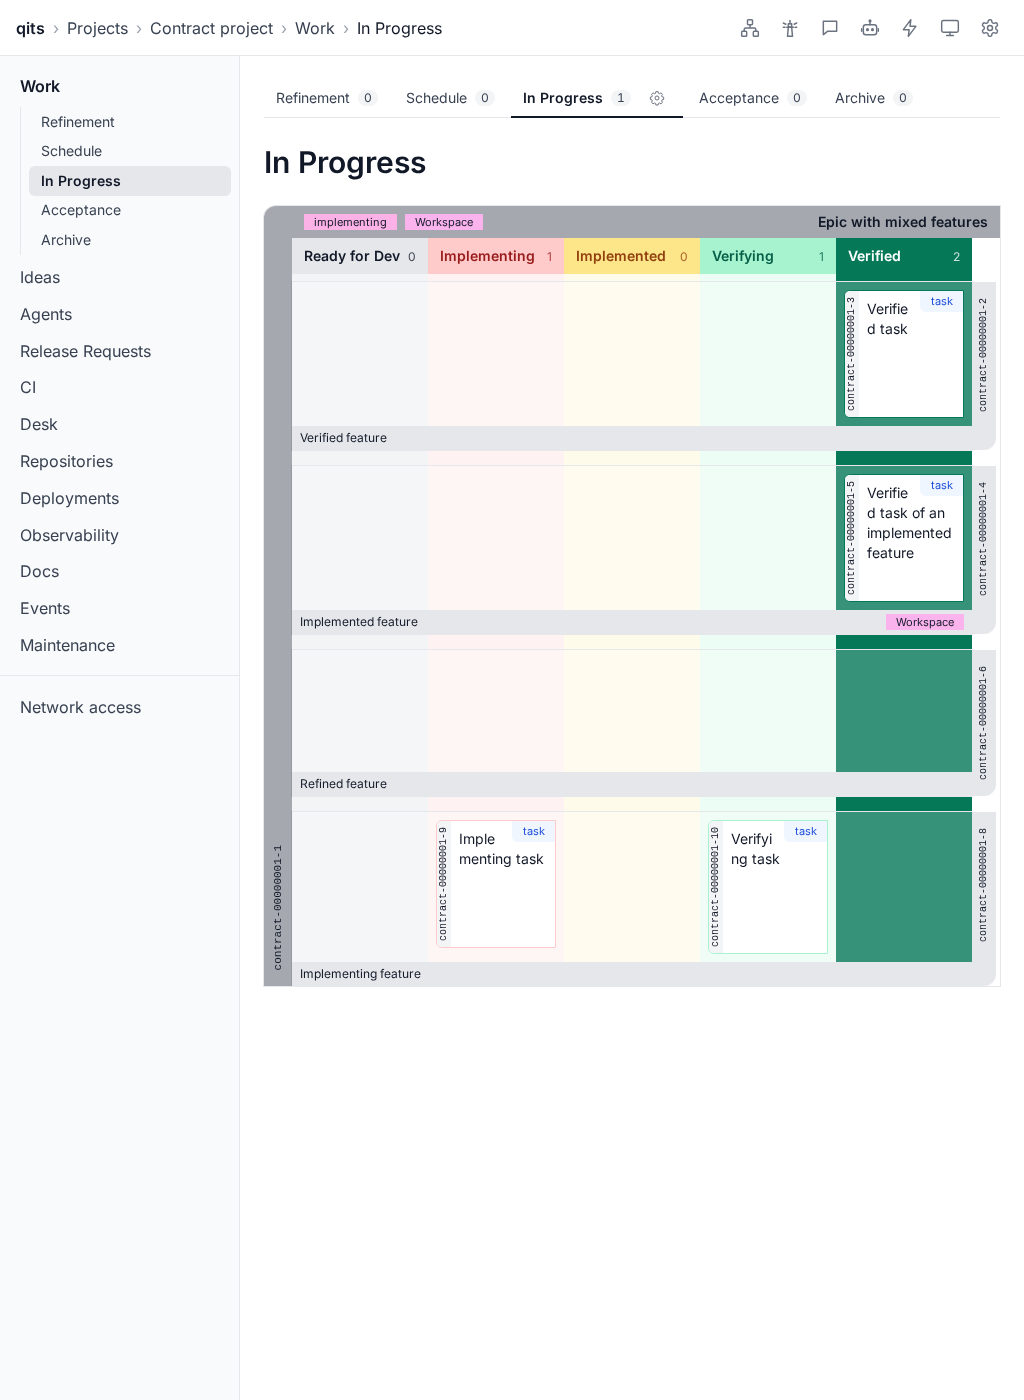 qits › Projects › Contract project › Work › In Progress
Work
Refinement
Schedule
In Progress
Acceptance
Archive
Ideas
Agents
Release Requests
CI
Desk
Repositories
Deployments
Observability
Docs
Events
Maintenance
Network access
Refinement 0 Schedule 0 In Progress 1 Acceptance 0 Archive 0
In Progress
implementing Workspace Epic with mixed features
Ready for Dev 0 Implementing 1 Implemented 0 Verifying 1 Verified 2
contract-00000001-3
Verifie
d task
task
contract-00000001-2
Verified feature
contract-00000001-5
Verifie
d task of an
implemented
feature
task
contract-00000001-4
Implemented feature Workspace
contract-00000001-6
Refined feature
contract-00000001-1
contract-00000001-9
Imple
menting task
task
contract-00000001-10
Verifyi
ng task
task
contract-00000001-8
Implementing feature